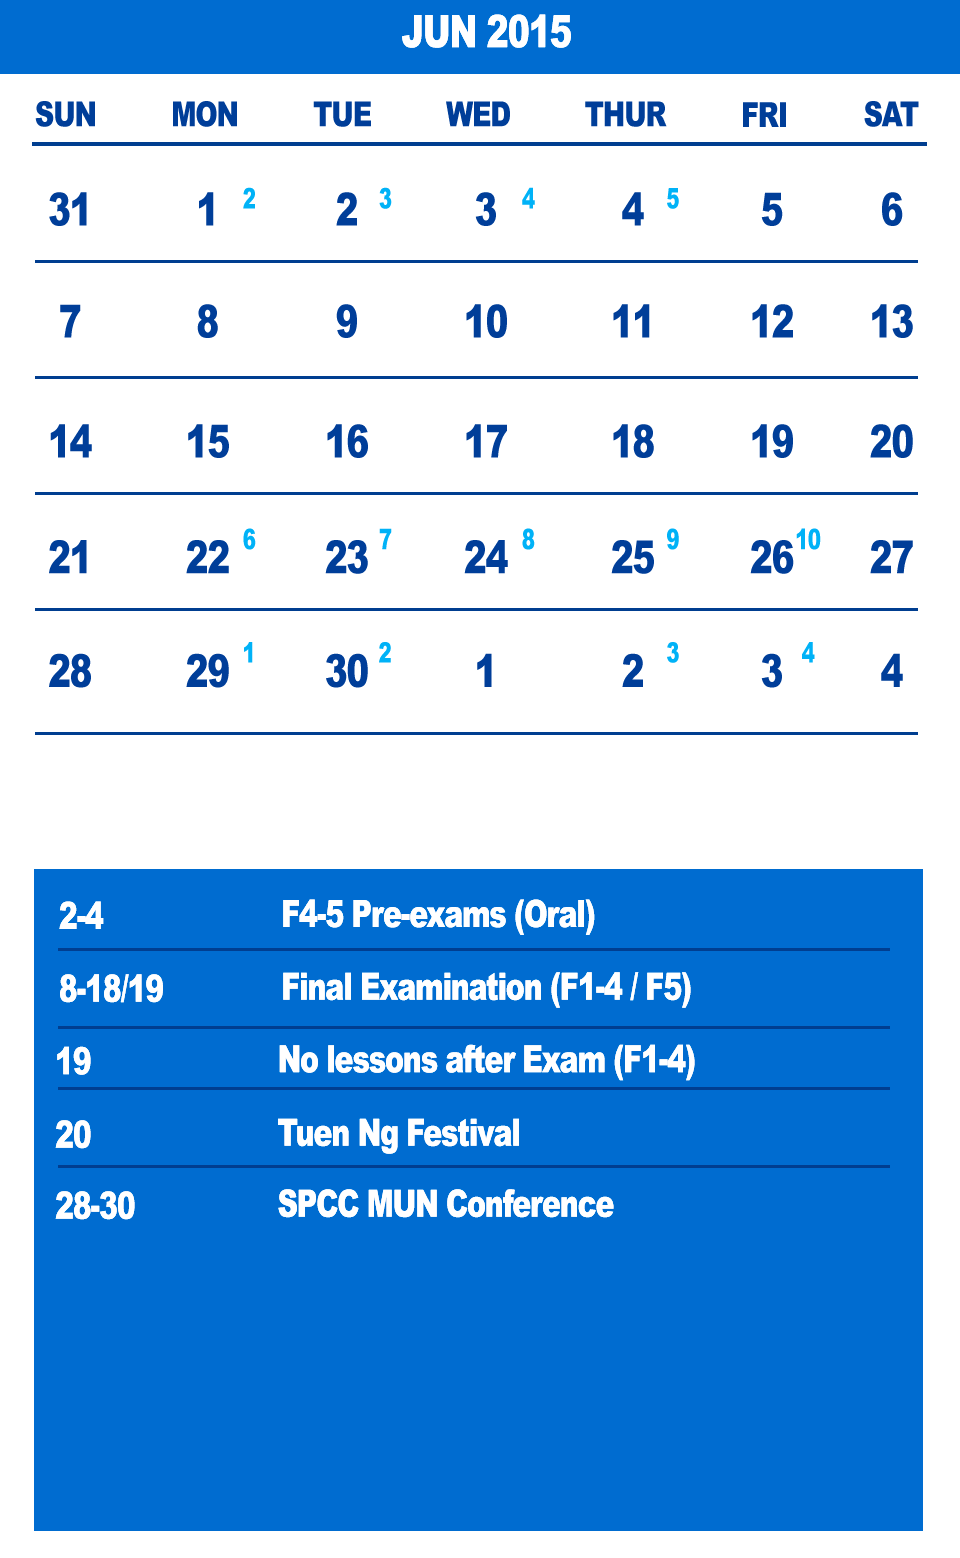 JUN 2015
SUN MON TUE WED THUR FRI SAT
31 1 2 2 3 3 4 4 5 5 6
7 8 9 10 11 12 13
14 15 16 17 18 19 20
21 22 6 23 7 24 8 25 9 26 10 27
28 29 1 30 2 1 2 3 3 4 4
2-4 F4-5 Pre-exams (Oral)
8-18/19 Final Examination (F1-4 / F5)
19 No lessons after Exam (F1-4)
20 Tuen Ng Festival
28-30 SPCC MUN Conference